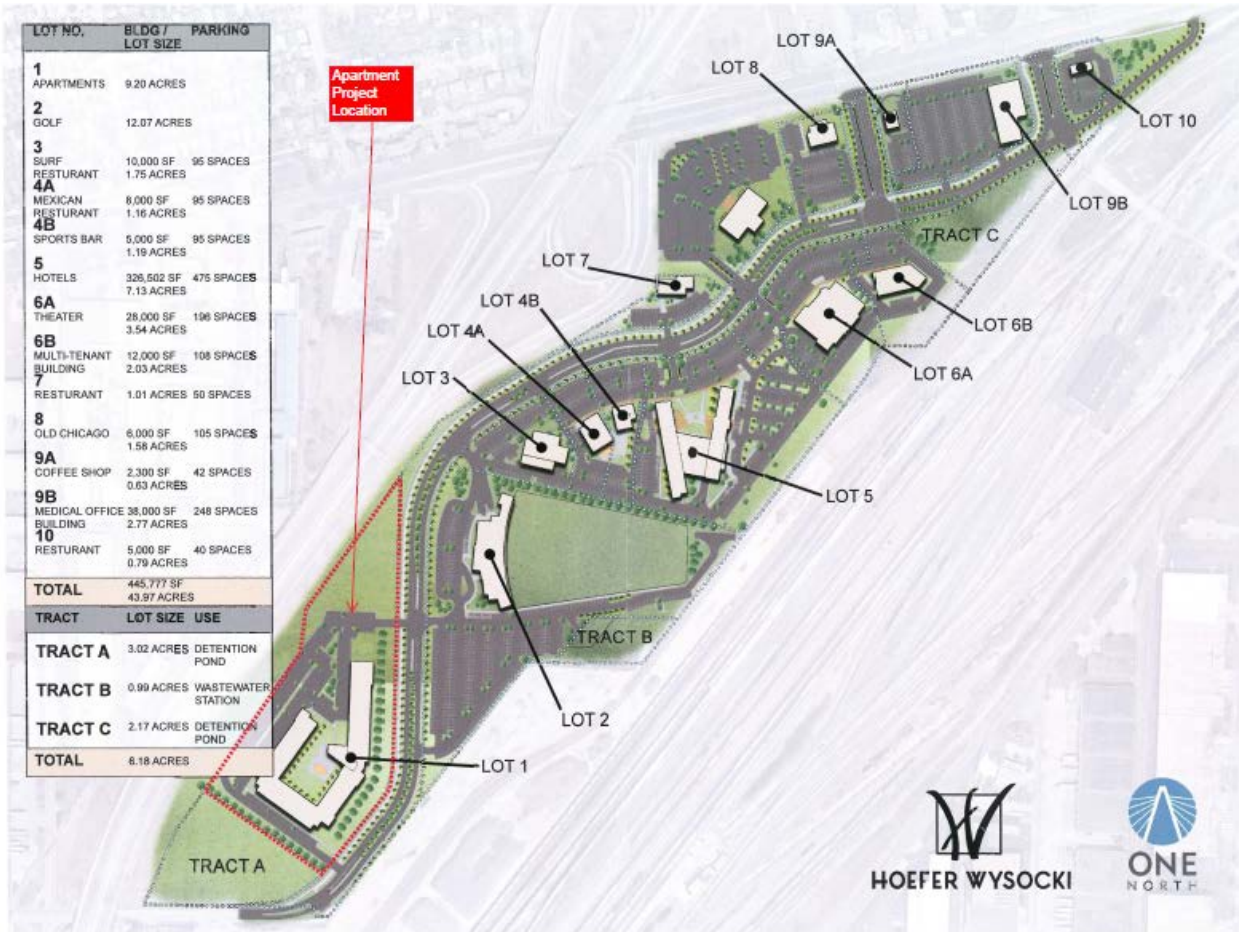 LOT NO. BLDG / PARKING
LOT SIZE
1
APARTMENTS 9.20 ACRES
2
GOLF 12.07 ACRES
3
SURF 10,000 SF 95 SPACES
RESTURANT 1.75 ACRES
4A
MEXICAN 8,000 SF 95 SPACES
RESTURANT 1.16 ACRES
4B
SPORTS BAR 5,000 SF 95 SPACES
1.19 ACRES
5
HOTELS 326,502 SF 475 SPACES
7.13 ACRES
6A
THEATER 28,000 SF 196 SPACES
3.54 ACRES
6B
MULTI-TENANT 12,000 SF 108 SPACES
BUILDING 2.03 ACRES
7
RESTURANT 1.01 ACRES 50 SPACES
8
OLD CHICAGO 6,000 SF 105 SPACES
1.58 ACRES
9A
COFFEE SHOP 2,300 SF 42 SPACES
0.63 ACRES
9B
MEDICAL OFFICE 38,000 SF 248 SPACES
BUILDING 2.77 ACRES
10
RESTURANT 5,000 SF 40 SPACES
0.79 ACRES
TOTAL 445,777 SF
43.97 ACRES
TRACT LOT SIZE USE
TRACT A 3.02 ACRES DETENTION
POND
TRACT B 0.99 ACRES WASTEWATER
STATION
TRACT C 2.17 ACRES DETENTION
POND
TOTAL 6.18 ACRES
Apartment
Project
Location
LOT 9A
LOT 8
LOT 10
LOT 9B
TRACT C
LOT 7
LOT 4B
LOT 6B
LOT 4A
LOT 6A
LOT 3
LOT 5
TRACT B
LOT 2
LOT 1
TRACT A
HOEFER WYSOCKI
ONE
NORTH